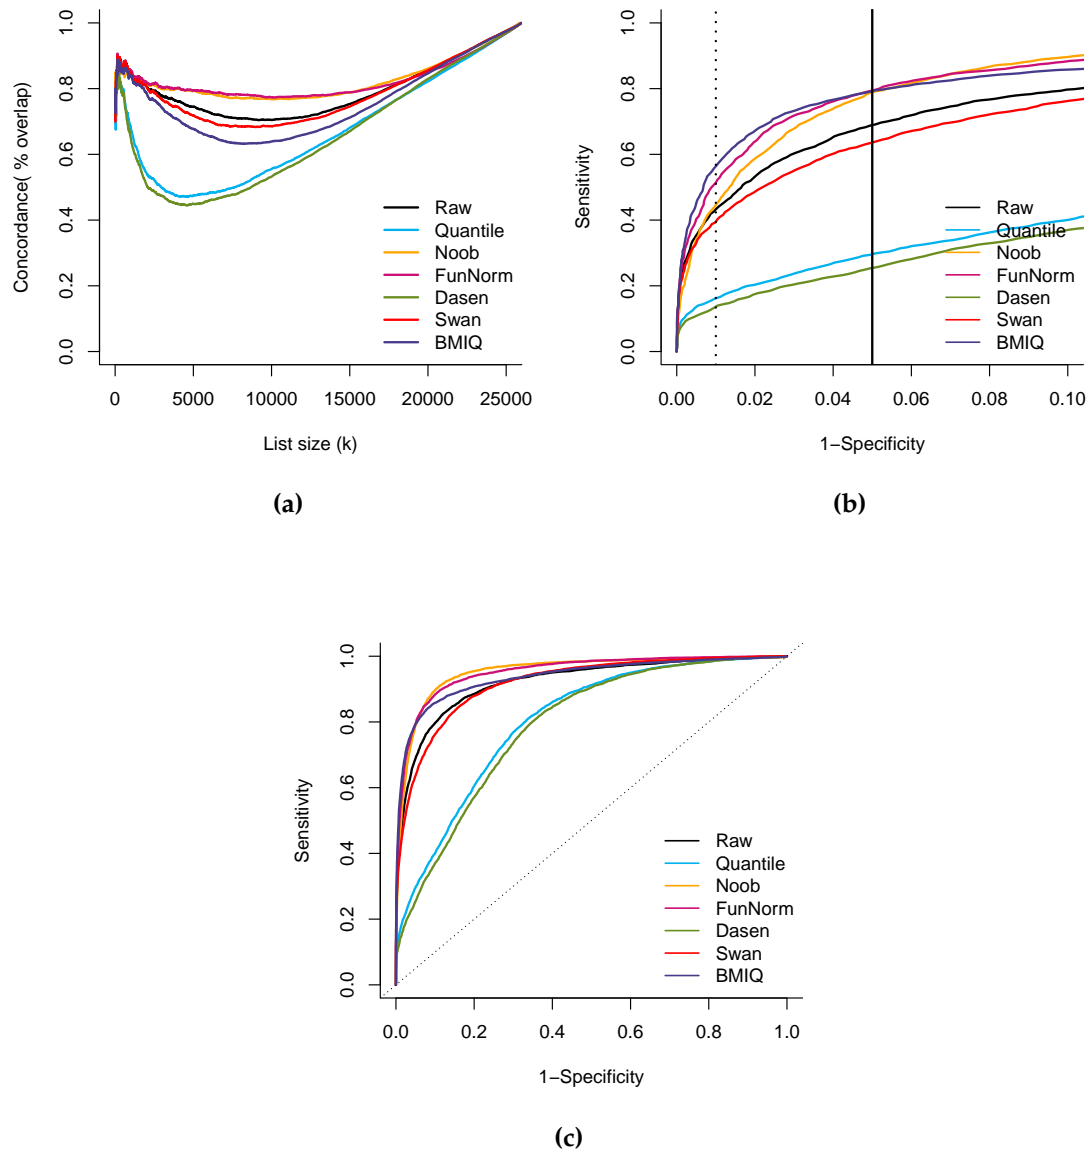 Concordance( % overlap)
0.0
0.2
0.4
0.6
0.8
1.0
Raw
Quantile
Noob
FunNorm
Dasen
Swan
BMIQ
0 5000 10000 15000 20000 25000
List size (k)
(a)
Sensitivity
0.0
0.2
0.4
0.6
0.8
1.0
Raw
Quantile
Noob
FunNorm
Dasen
Swan
BMIQ
0.00 0.02 0.04 0.06 0.08 0.10
1−Specificity
(b)
Sensitivity
0.0
0.2
0.4
0.6
0.8
1.0
Raw
Quantile
Noob
FunNorm
Dasen
Swan
BMIQ
0.0 0.2 0.4 0.6 0.8 1.0
1−Specificity
(c)